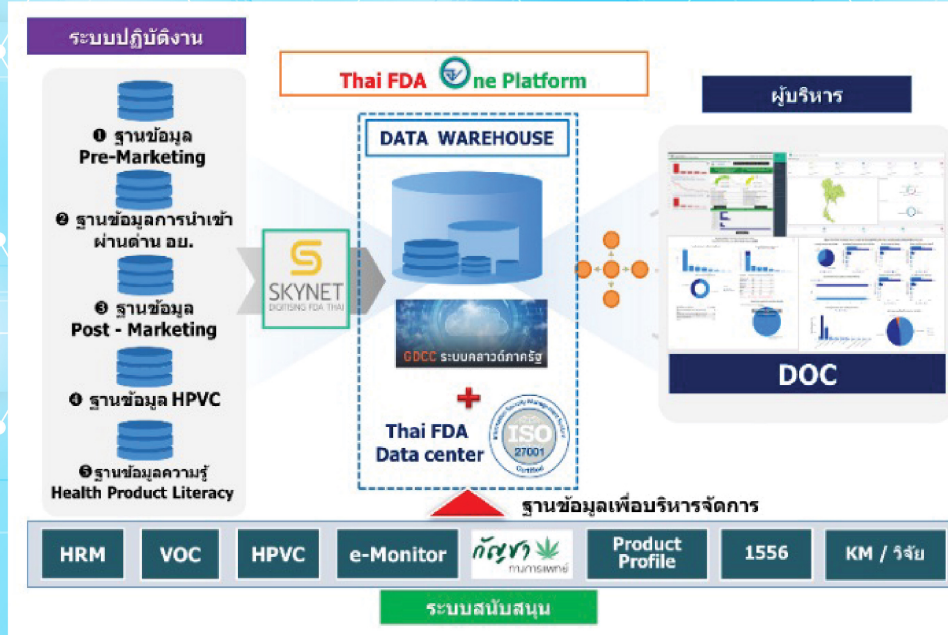 ระบบปฏิบัติงาน
❶ ฐานข้อมูล
Pre-Marketing
❷ ฐานข้อมูลการนำเข้า
ผ่านด่าน อย.
❸ ฐานข้อมูล
Post - Marketing
❹ ฐานข้อมูล HPVC
❺ฐานข้อมูลความรู้
Health Product Literacy
SKYNET
DIGITISING FDA THAI
Thai FDA One Platform
DATA WAREHOUSE
GDCC ระบบคลาวด์ภาครัฐ
Thai FDA
Data center
Information Security Management System
ISO
27001
Certified
ผู้บริหาร
DOC
ฐานข้อมูลเพื่อบริหารจัดการ
HRM
VOC
HPVC
e-Monitor
กัญชา
ทางการแพทย์
Product
Profile
1556
KM / วิจัย
ระบบสนับสนุน